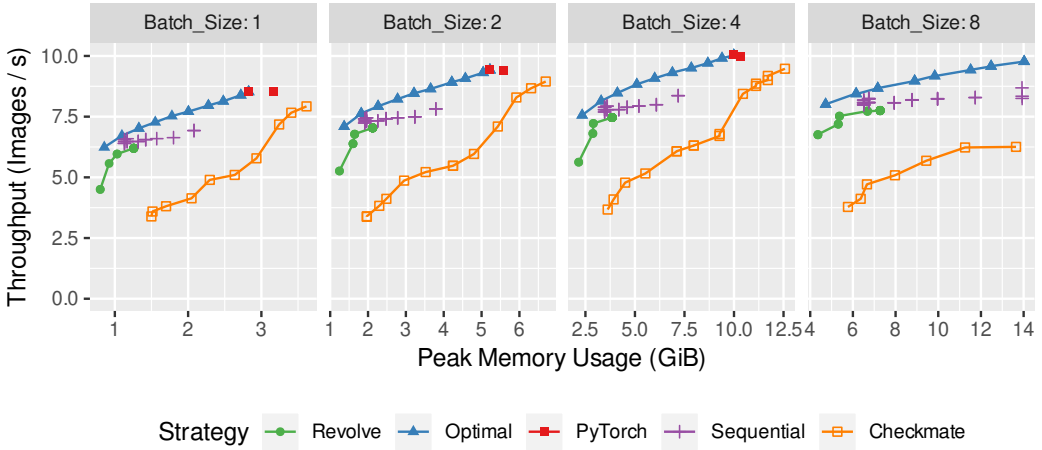 Batch_Size: 1 Batch_Size: 2 Batch_Size: 4 Batch_Size: 8
Throughput (Images / s)
10.0
7.5
5.0
2.5
0.0
1 2 3 1 2 3 4 5 6 2.5 5.0 7.5 10.0 12.5 4 6 8 10 12 14
Peak Memory Usage (GiB)
Strategy Revolve Optimal PyTorch Sequential Checkmate